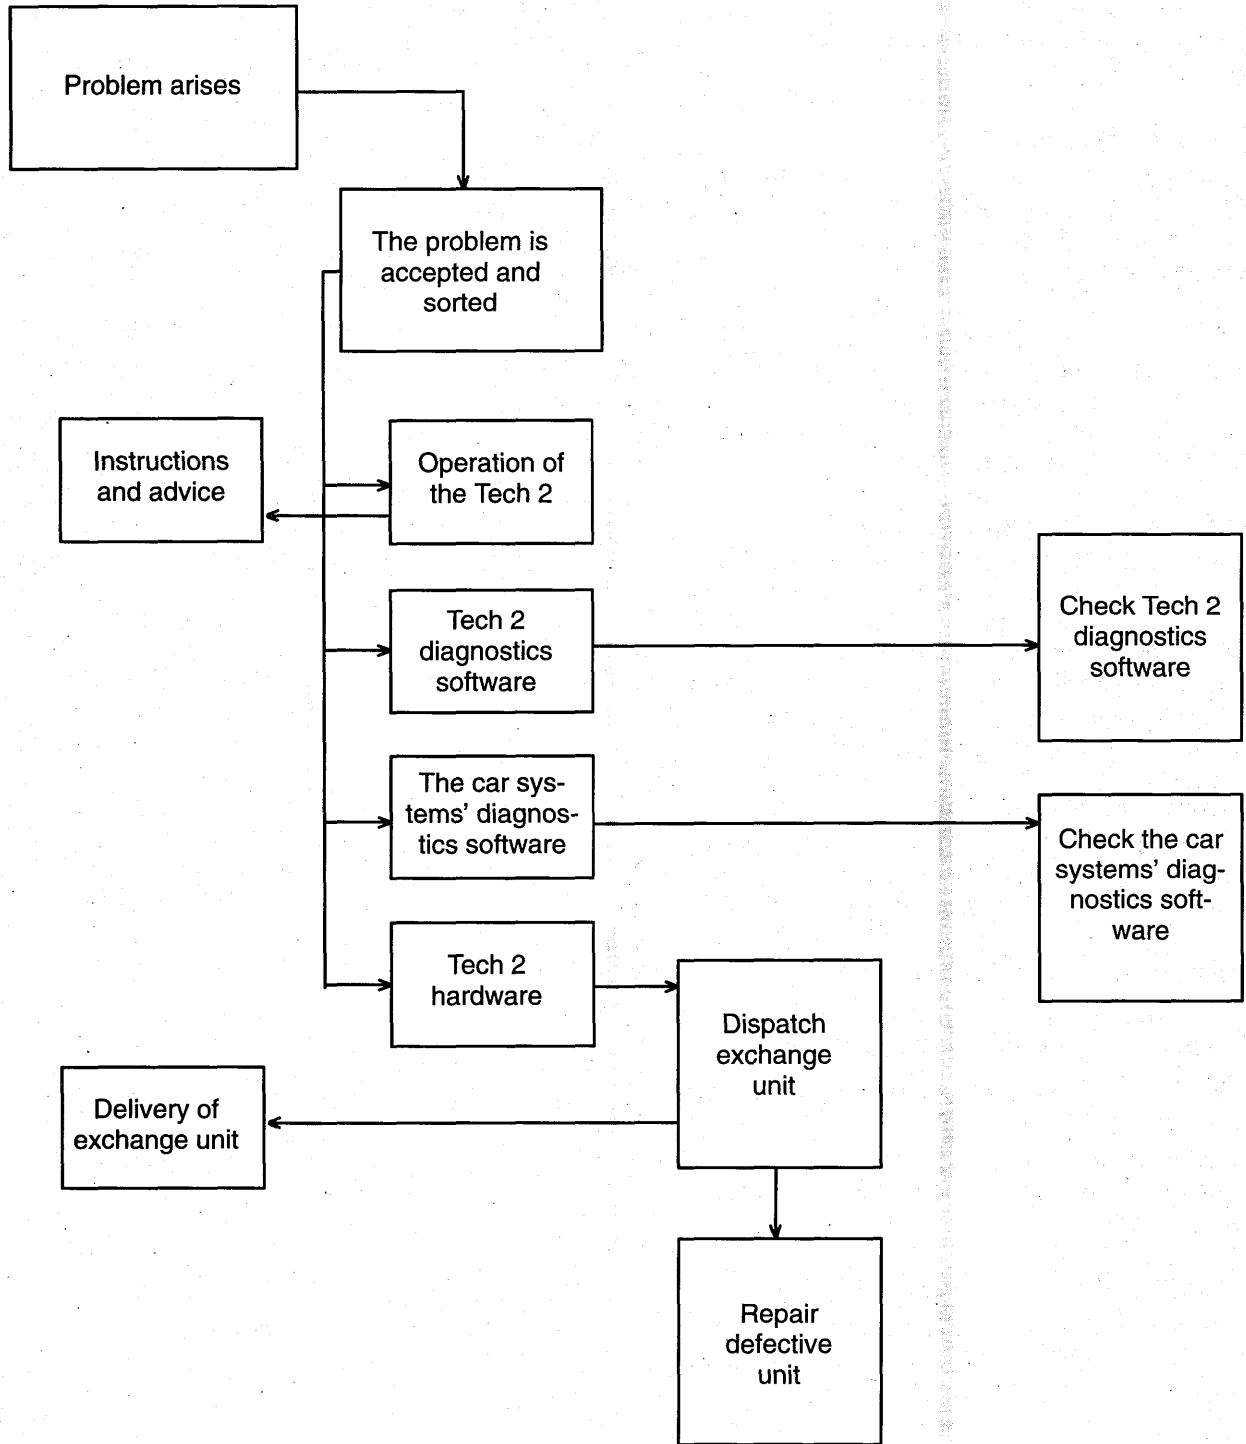 Problem arises
The problem is
accepted and
sorted
Instructions
and advice
Operation of
the Tech 2
Tech 2
diagnostics
software
Check Tech 2
diagnostics
software
The car sys-
tems' diagnos-
tics software
Check the car
systems' diag-
nostics soft-
ware
Tech 2
hardware
Dispatch
exchange
unit
Delivery of
exchange unit
Repair
defective
unit